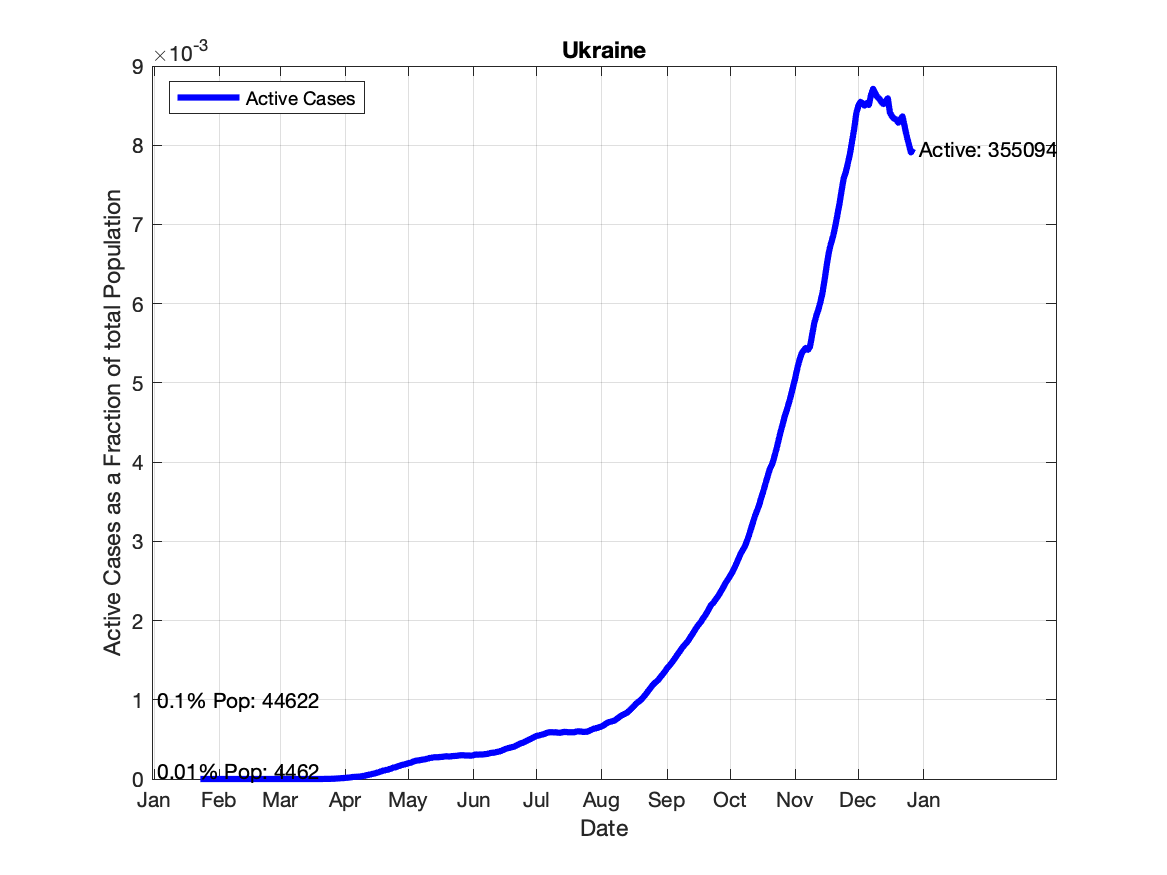 Ukraine
×10-3
9
8
7
6
5
4
3
2
1
0
Active Cases as a Fraction of total Population
Active Cases
Active: 355094
0.1% Pop: 44622
0.01% Pop: 4462
Jan Feb Mar Apr May Jun Jul Aug Sep Oct Nov Dec Jan
Date